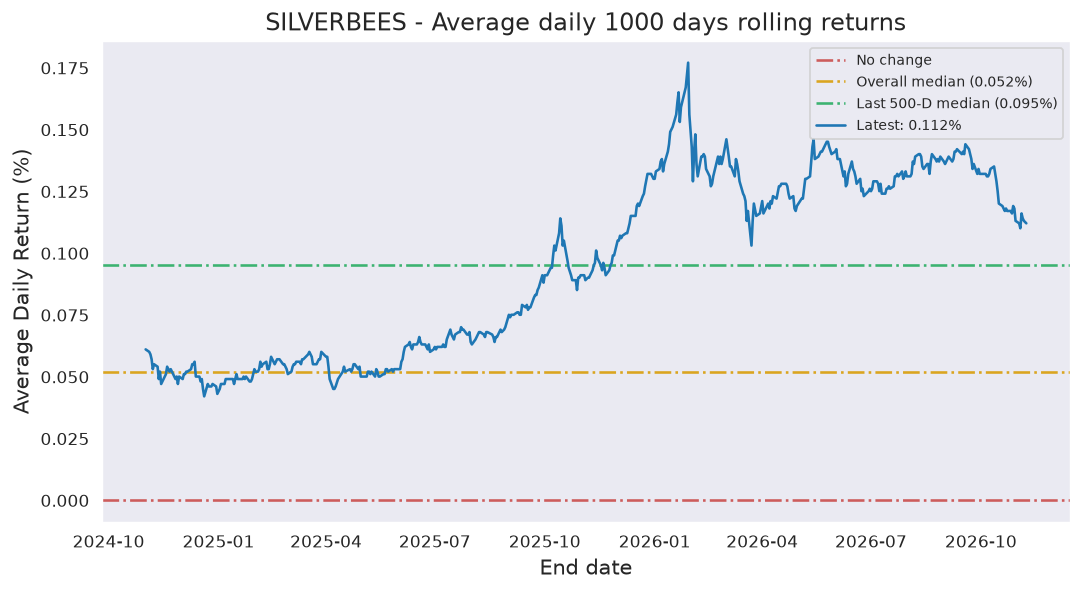 SILVERBEES - Average daily 1000 days rolling returns
No change
Overall median (0.052%)
Last 500-D median (0.095%)
Latest: 0.112%
Average Daily Return (%)
0.175
0.150
0.125
0.100
0.075
0.050
0.025
0.000
2024-10 2025-01 2025-04 2025-07 2025-10 2026-01 2026-04 2026-07 2026-10
End date